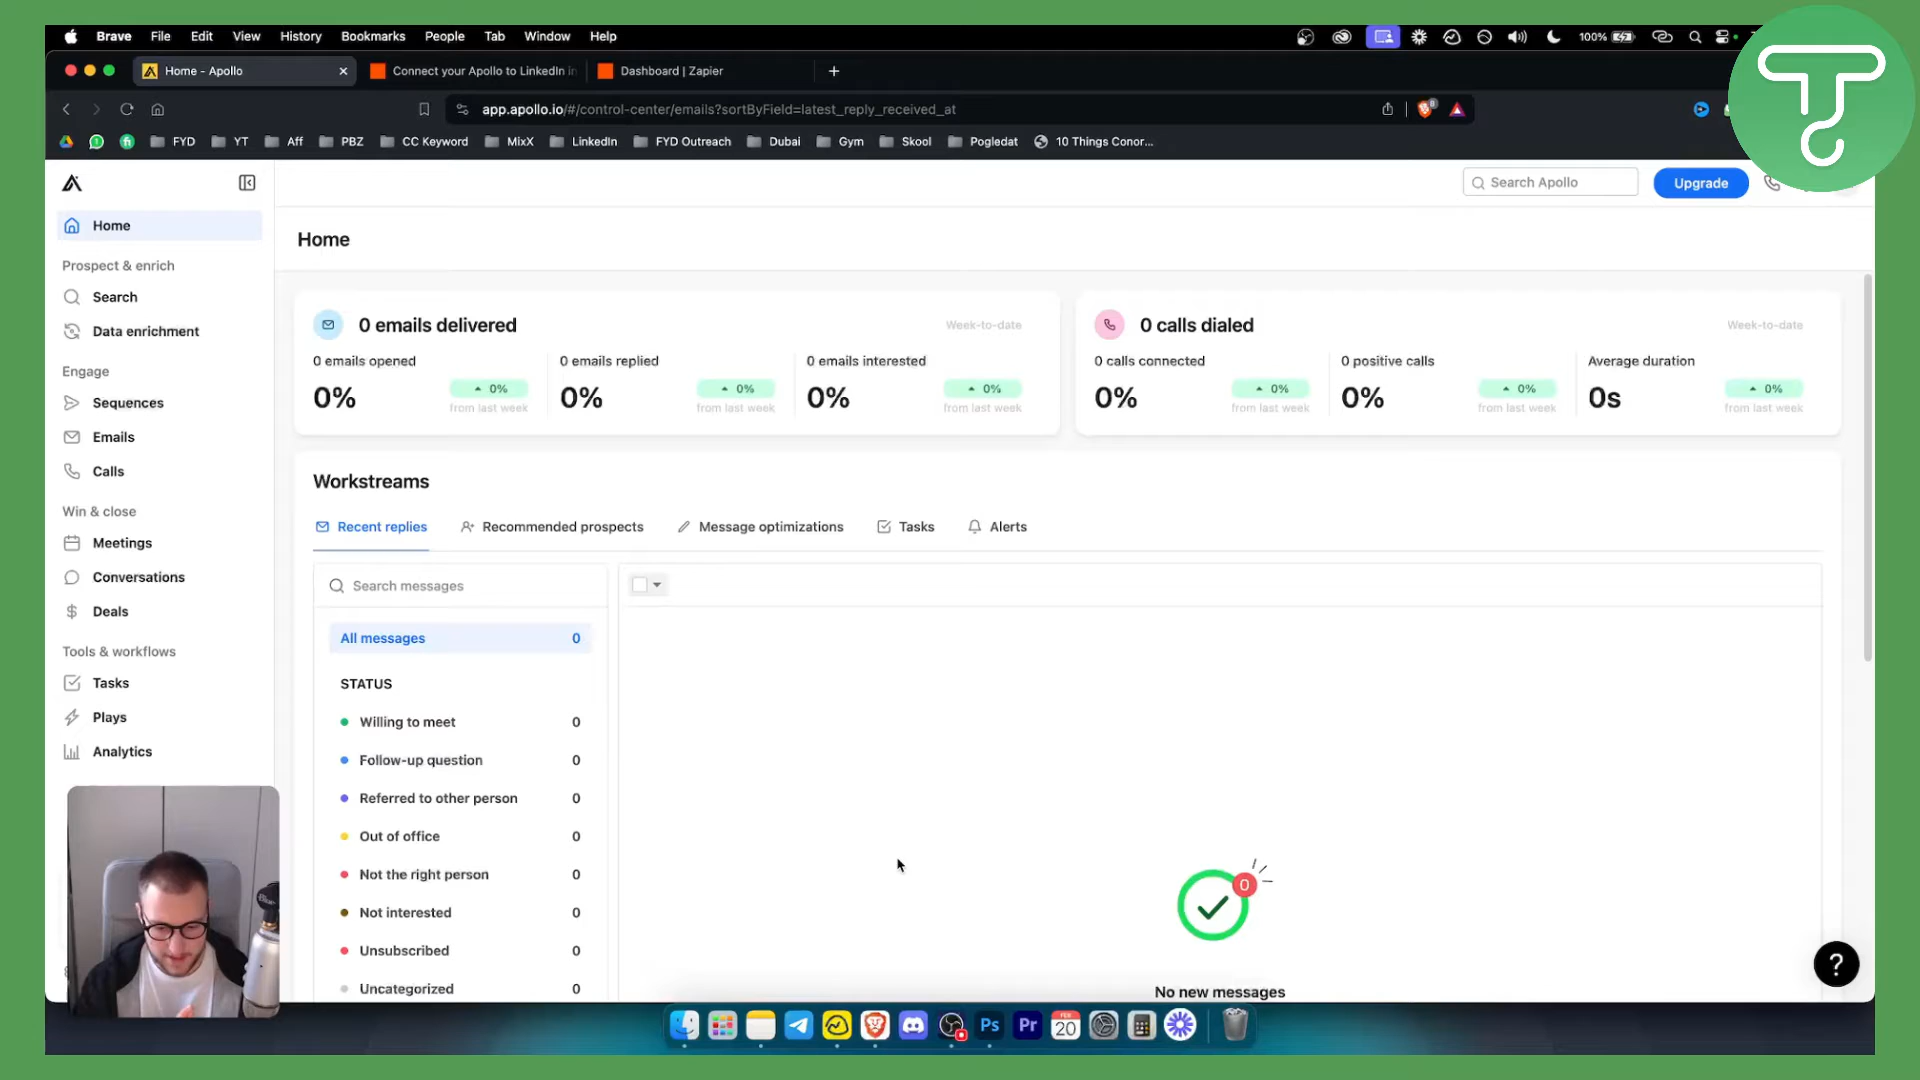 Brave File Edit View History Bookmarks People Tab Window Help 100%
Home - Apollo Connect your Apollo to LinkedIn in Dashboard | Zapier
app.apollo.io/#/control-center/emails?sortByField=latest_reply_received_at 8
FYD YT Aff PBZ CC Keyword MixX LinkedIn FYD Outreach Dubai Gym Skool Pogledat 10 Things Conor...
Search Apollo Upgrade
Home
Prospect & enrich
Search
Data enrichment
Engage
Sequences
Emails
Calls
Win & close
Meetings
Conversations
Deals
Tools & workflows
Tasks
Plays
Analytics
Home
0 emails delivered Week-to-date
0 emails opened 0 emails replied 0 emails interested
0% 0% 0% 0% 0% 0%
from last week from last week from last week
0 calls dialed Week-to-date
0 calls connected 0 positive calls Average duration
0% 0% 0% 0% 0s 0%
from last week from last week from last week
Workstreams
Recent replies Recommended prospects Message optimizations Tasks Alerts
Search messages
All messages 0
STATUS
Willing to meet 0
Follow-up question 0
Referred to other person 0
Out of office 0
Not the right person 0
Not interested 0
Unsubscribed 0
Uncategorized 0
0
No new messages
?
Ps Pr FEB 20